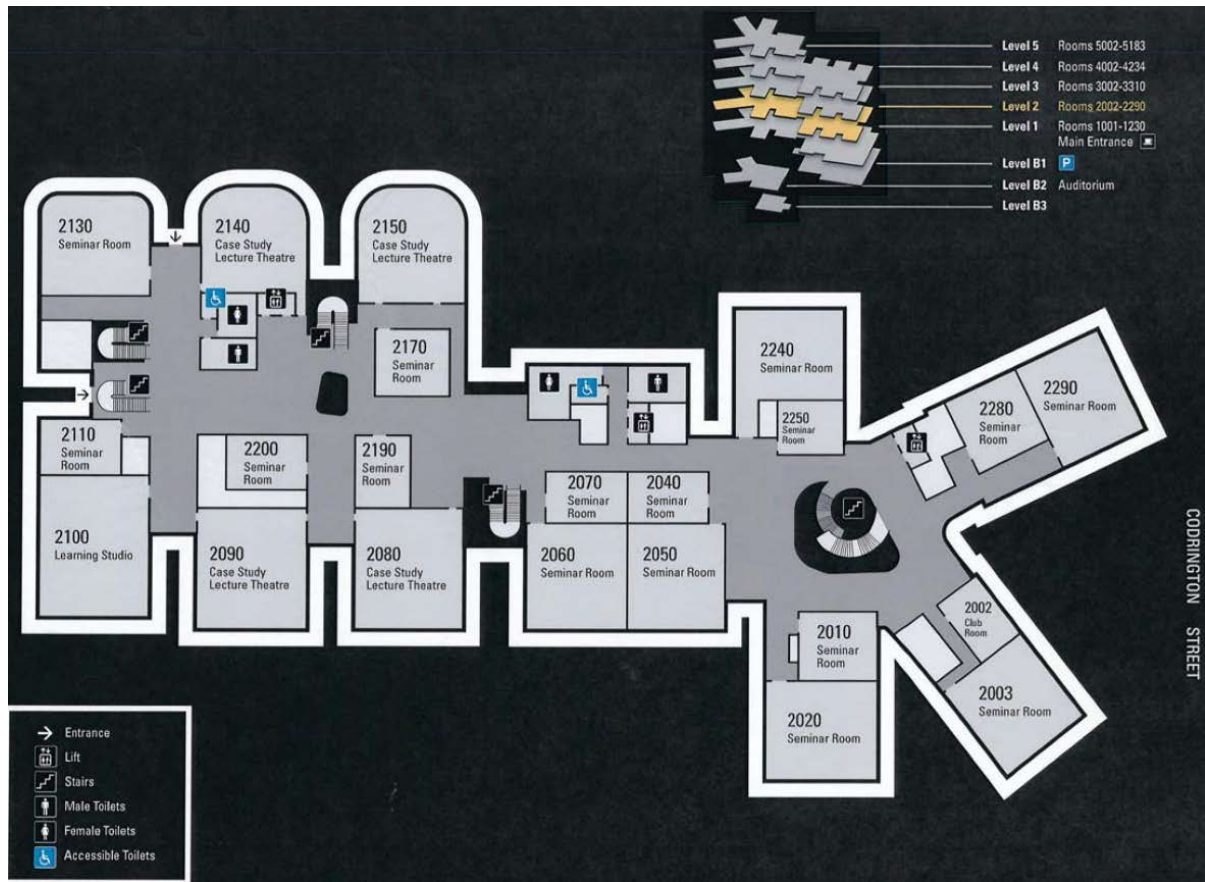 Level 5 Rooms 5002-5183
Level 4 Rooms 4002-4234
Level 3 Rooms 3002-3310
Level 2 Rooms 2002-2290
Level 1 Rooms 1001-1230
Main Entrance
Level B1 P
Level B2 Auditorium
Level B3
2130
Seminar Room
2140
Case Study
Lecture Theatre
2150
Case Study
Lecture Theatre
2170
Seminar
Room
2240
Seminar Room
2250
Seminar
Room
2280
Seminar
Room
2290
Seminar Room
2110
Seminar
Room
2200
Seminar
Room
2190
Seminar
Room
2070
Seminar
Room
2040
Seminar
Room
2100
Learning Studio
2090
Case Study
Lecture Theatre
2080
Case Study
Lecture Theatre
2060
Seminar Room
2050
Seminar Room
2002
Club
Room
2010
Seminar
Room
2003
Seminar Room
2020
Seminar Room
CODRINGTON STREET
Entrance
Lift
Stairs
Male Toilets
Female Toilets
Accessible Toilets